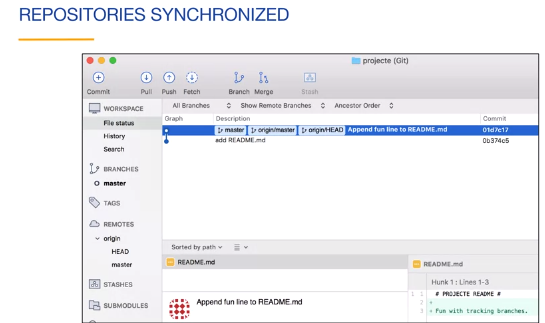 REPOSITORIES SYNCHRONIZED
projecte (Git)
Commit Pull Push Fetch Branch Merge Stash
WORKSPACE
File status
History
Search
BRANCHES
master
TAGS
REMOTES
origin
HEAD
master
STASHES
SUBMODULES
All Branches Show Remote Branches Ancestor Order
Graph Description Commit
master origin/master origin/HEAD Append fun line to README.md 01d7c17
add README.md 0b374c5
Sorted by path
README.md
Append fun line to README.md
README.md
Hunk 1 : Lines 1-3
1 1 # PROJECTE README #
2 +
3 + Fun with tracking branches.